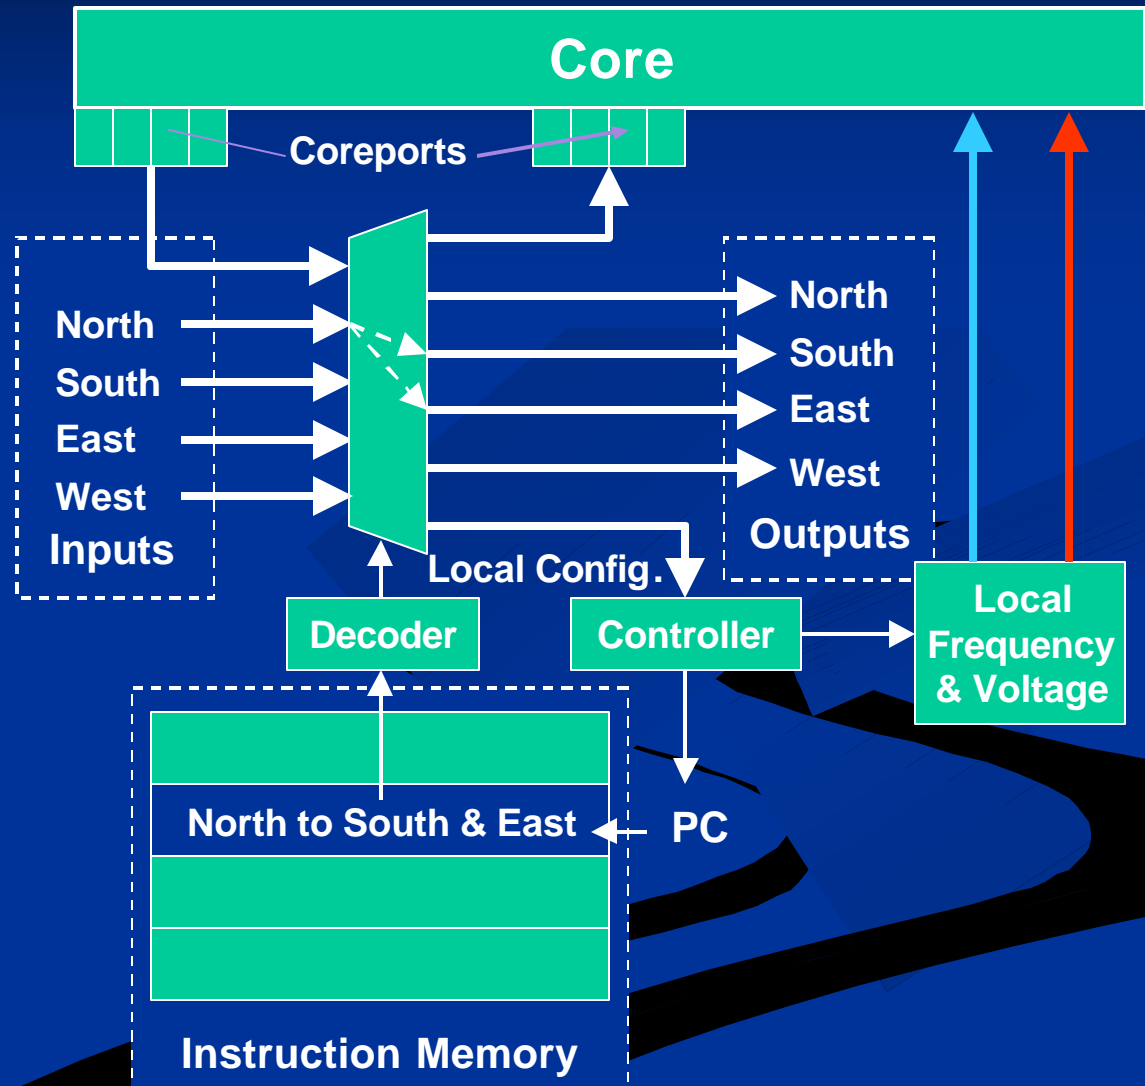 Core
Coreports
North
South
East
West
Inputs
North
South
East
West
Outputs
Local Config.
Decoder
Controller
Local
Frequency
& Voltage
North to South & East
PC
Instruction Memory